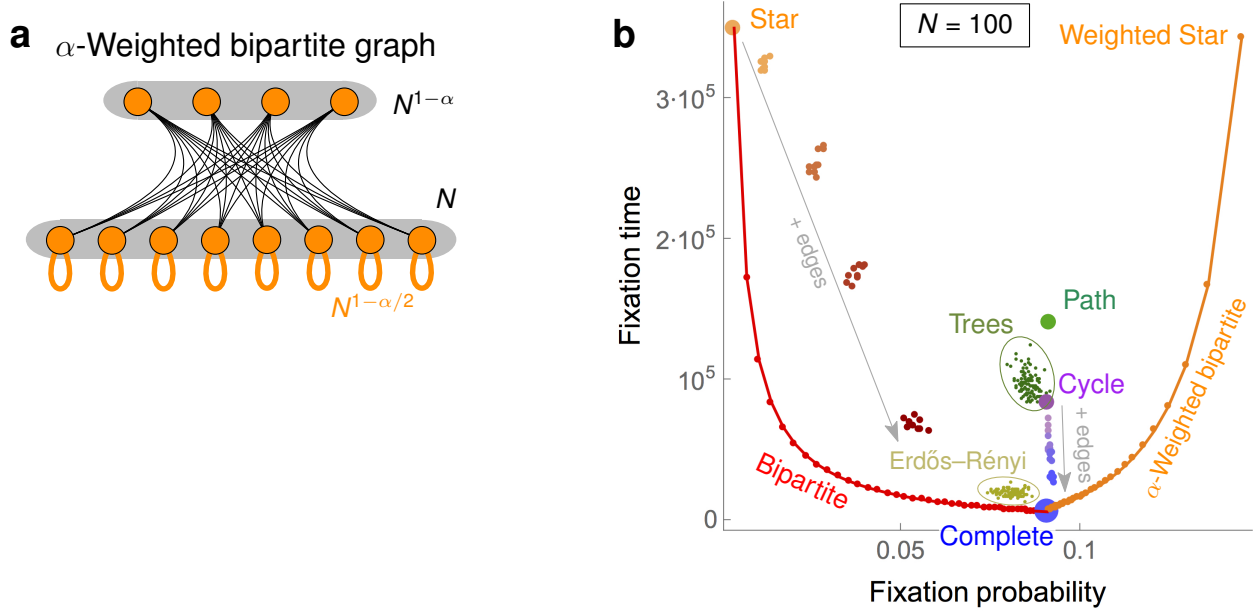 a
α-Weighted bipartite graph
N^{1−α}
N
N^{1−α/2}
b
N = 100
Star
Weighted Star
3·10^5
+ edges
2·10^5
Fixation time
Path
Trees
10^5
Cycle
+ edges
α-Weighted bipartite
Erdős–Rényi
Bipartite
0
Complete
0.05
0.1
Fixation probability